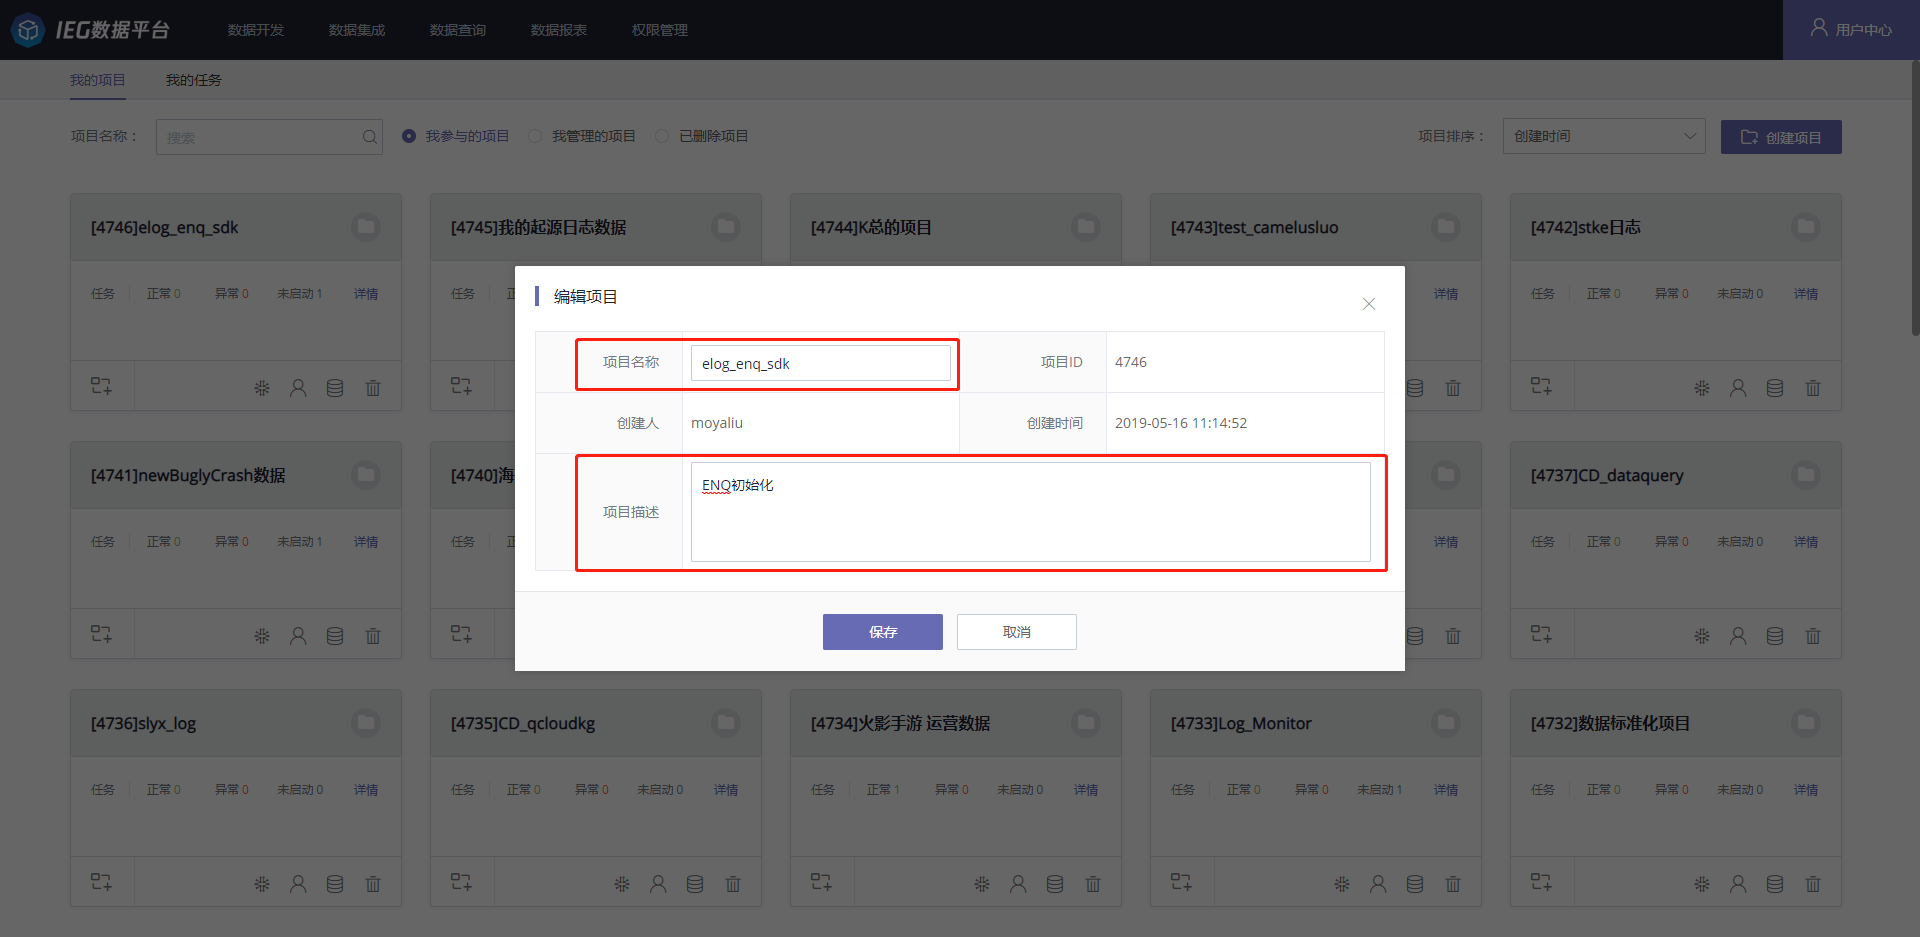 IEG数据平台 数据开发 数据集成 数据查询 数据报表 权限管理 用户中心
我的项目 我的任务
项目名称： 搜索 我参与的项目 我管理的项目 已删除项目 项目排序： 创建时间 创建项目
[4746]elog_enq_sdk [4745]我的起源日志数据 [4744]K总的项目 [4743]test_camelusluo [4742]stke日志
任务 正常 0 异常 0 未启动 1 详情 任务 详情 任务 正常 0 异常 0 未启动 0 详情
编辑项目
项目名称 elog_enq_sdk 项目ID 4746
创建人 moyaliu 创建时间 2019-05-16 11:14:52
项目描述 ENQ初始化
保存 取消
[4741]newBuglyCrash数据 [4740]海 [4737]CD_dataquery
任务 正常 0 异常 0 未启动 1 详情 任务 详情 任务 正常 0 异常 0 未启动 0 详情
[4736]slyx_log [4735]CD_qcloudkg [4734]火影手游 运营数据 [4733]Log_Monitor [4732]数据标准化项目
任务 正常 0 异常 0 未启动 0 详情 任务 正常 0 异常 0 未启动 0 详情 任务 正常 1 异常 0 未启动 0 详情 任务 正常 0 异常 0 未启动 1 详情 任务 正常 0 异常 0 未启动 0 详情